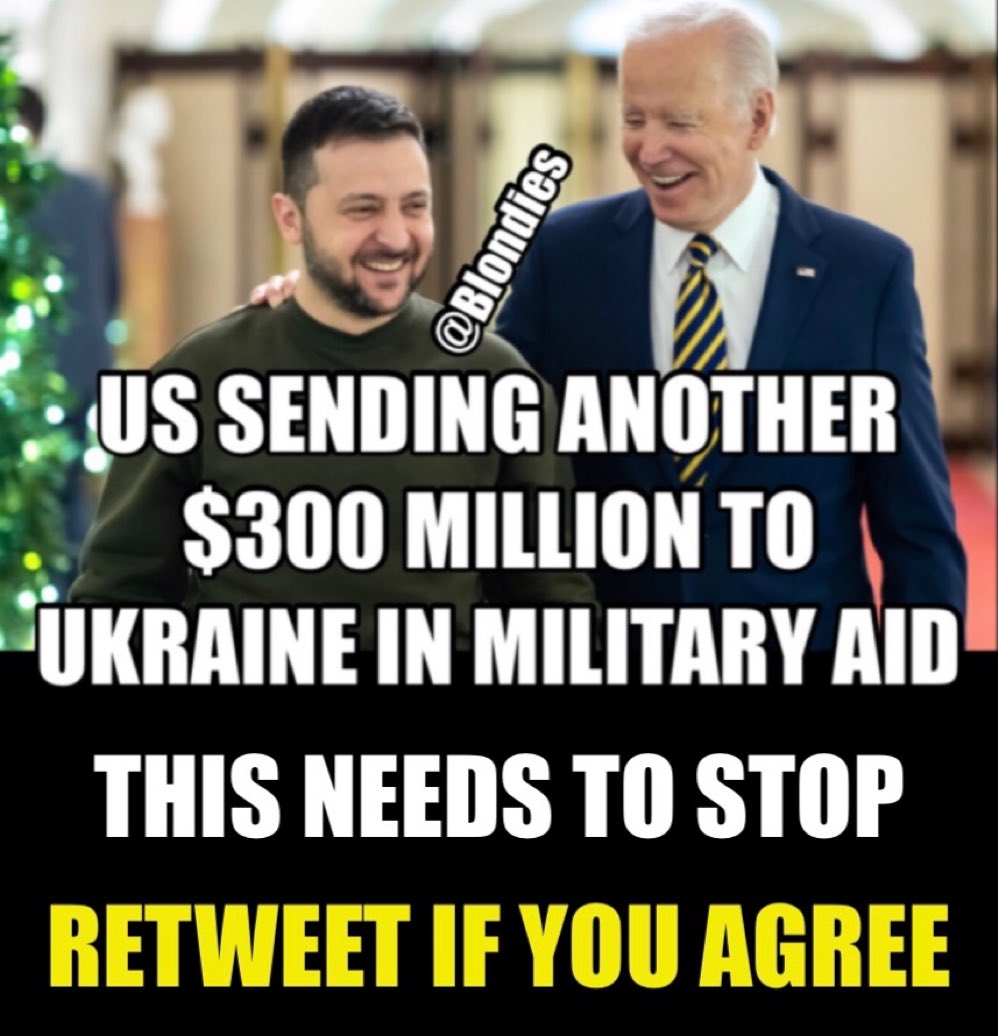 @Blondies
US SENDING ANOTHER
$300 MILLION TO
UKRAINE IN MILITARY AID
THIS NEEDS TO STOP
RETWEET IF YOU AGREE